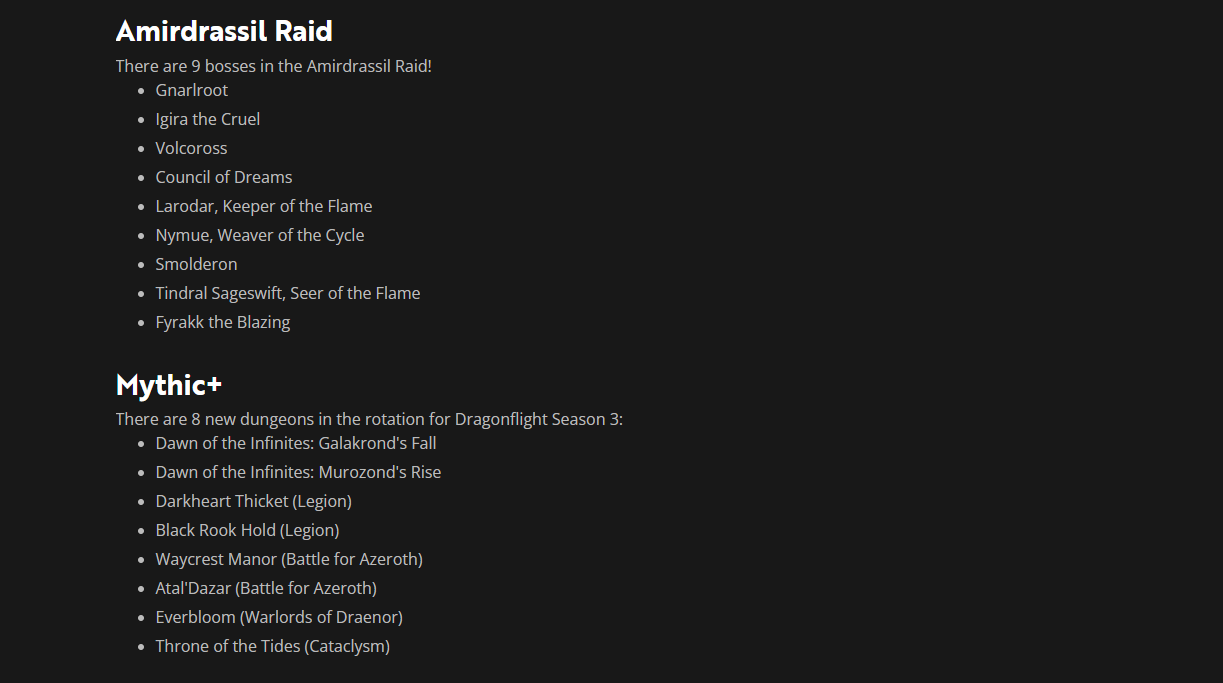 Amirdrassil Raid
There are 9 bosses in the Amirdrassil Raid!
Gnarlroot
Igira the Cruel
Volcoross
Council of Dreams
Larodar, Keeper of the Flame
Nymue, Weaver of the Cycle
Smolderon
Tindral Sageswift, Seer of the Flame
Fyrakk the Blazing
Mythic+
There are 8 new dungeons in the rotation for Dragonflight Season 3:
Dawn of the Infinites: Galakrond's Fall
Dawn of the Infinites: Murozond's Rise
Darkheart Thicket (Legion)
Black Rook Hold (Legion)
Waycrest Manor (Battle for Azeroth)
Atal'Dazar (Battle for Azeroth)
Everbloom (Warlords of Draenor)
Throne of the Tides (Cataclysm)